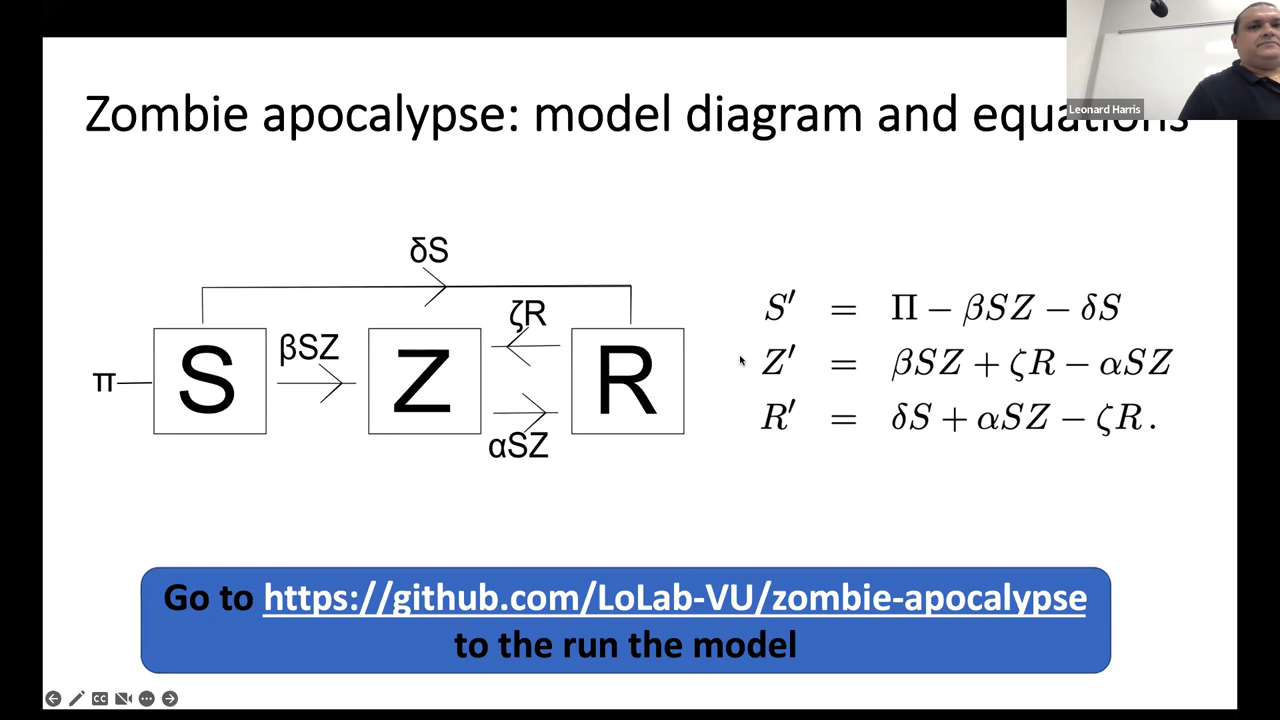 Leonard Harris
Zombie apocalypse: model diagram and equations
δS
ζR
βSZ
π
S
Z
R
αSZ
S′ = Π − βSZ − δS
Z′ = βSZ + ζR − αSZ
R′ = δS + αSZ − ζR.
Go to https://github.com/LoLab-VU/zombie-apocalypse
to the run the model
CC